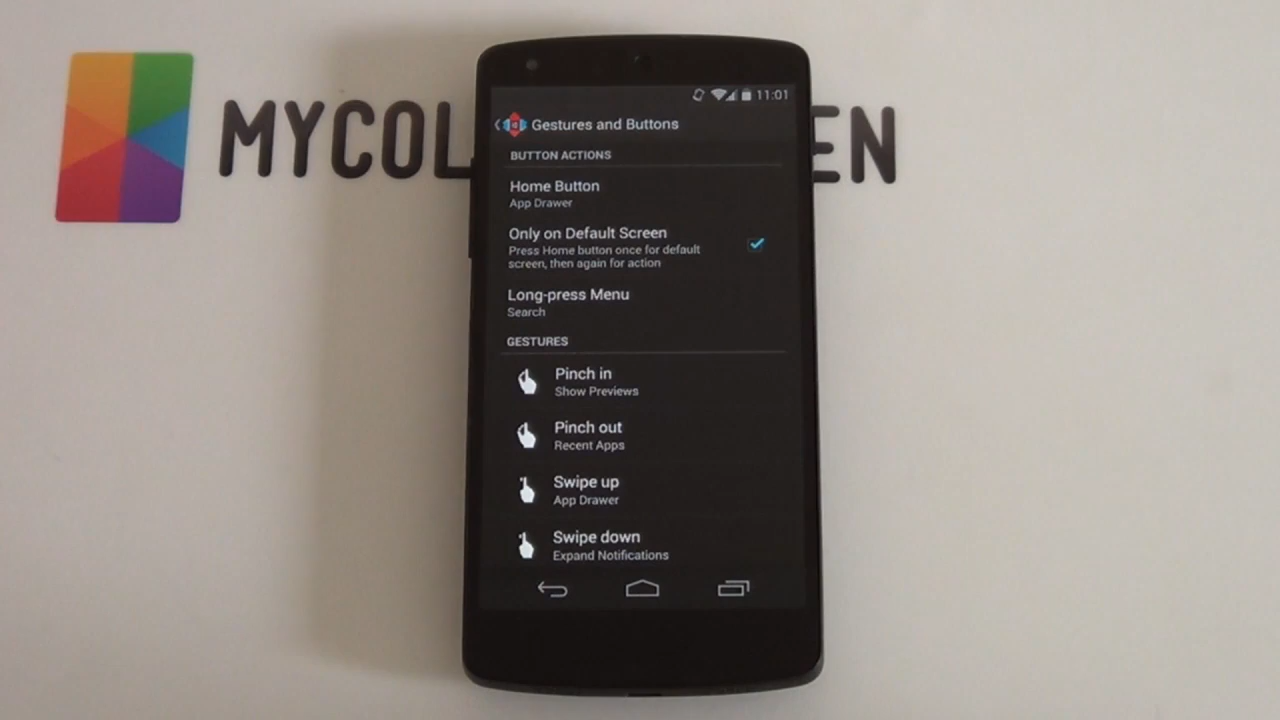 MYCOL EN
11:01
Gestures and Buttons
BUTTON ACTIONS
Home Button
App Drawer
Only on Default Screen
Press Home button once for default
screen, then again for action
Long-press Menu
Search
GESTURES
Pinch in
Show Previews
Pinch out
Recent Apps
Swipe up
App Drawer
Swipe down
Expand Notifications